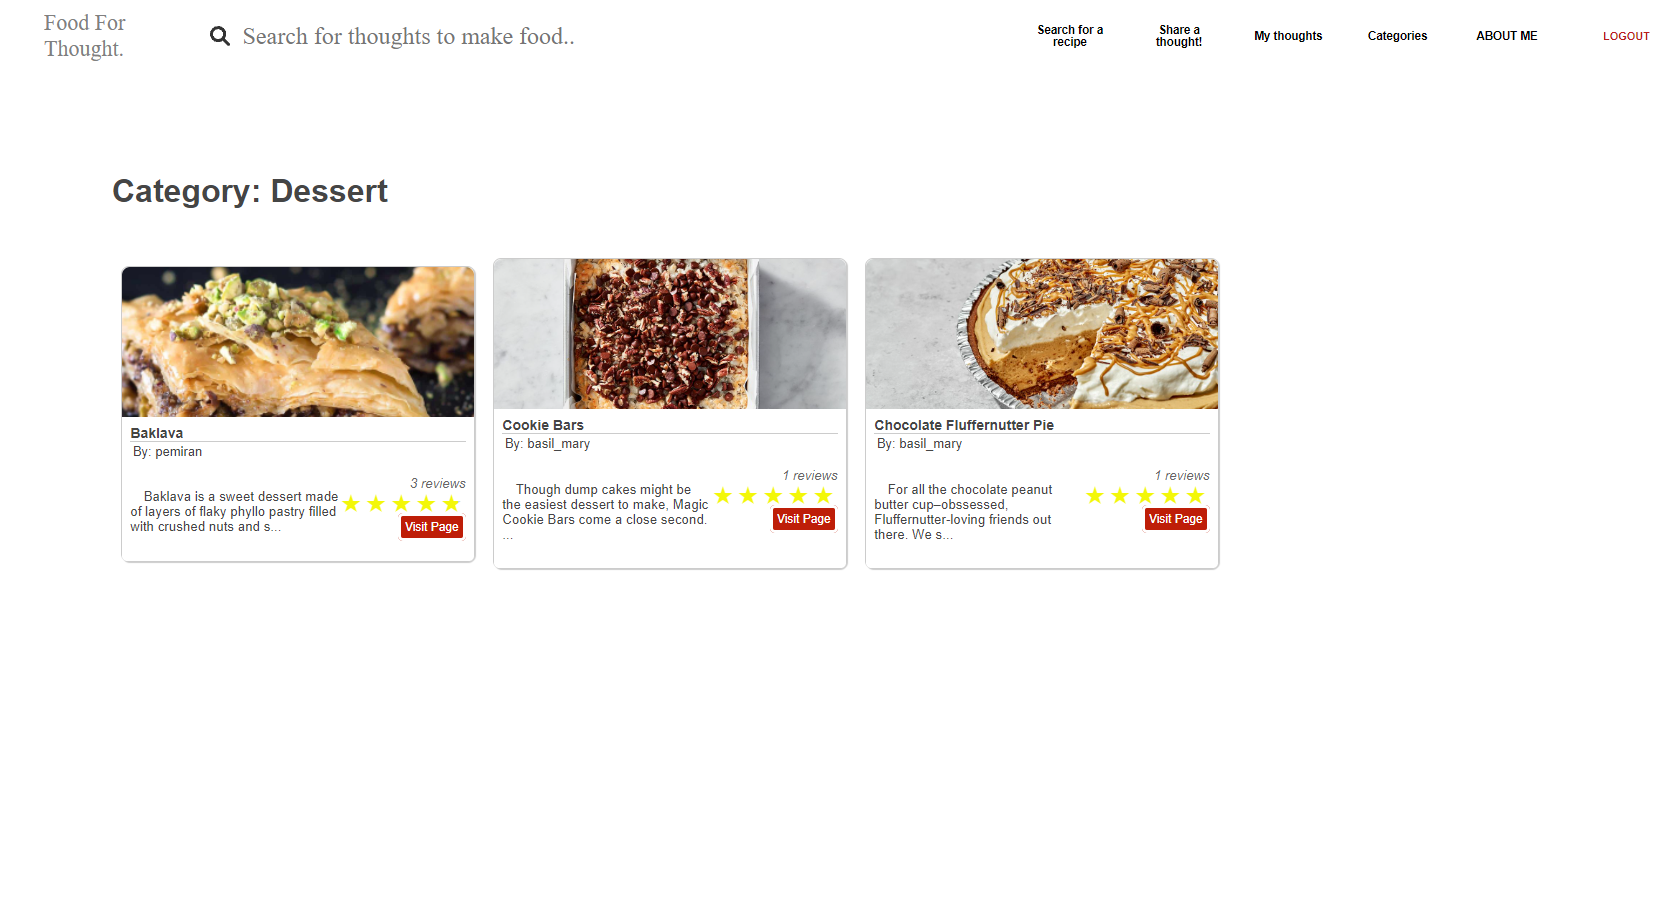 Food For
Thought.
Search for thoughts to make food..
Search for a
recipe
Share a
thought!
My thoughts
Categories
ABOUT ME
LOGOUT
Category: Dessert
Baklava
By: pemiran
3 reviews
Baklava is a sweet dessert made
of layers of flaky phyllo pastry filled
with crushed nuts and s...
★ ★ ★ ★ ★
Visit Page
Cookie Bars
By: basil_mary
1 reviews
Though dump cakes might be
the easiest dessert to make, Magic
Cookie Bars come a close second.
...
★ ★ ★ ★ ★
Visit Page
Chocolate Fluffernutter Pie
By: basil_mary
1 reviews
For all the chocolate peanut
butter cup–obssessed,
Fluffernutter-loving friends out
there. We s...
★ ★ ★ ★ ★
Visit Page